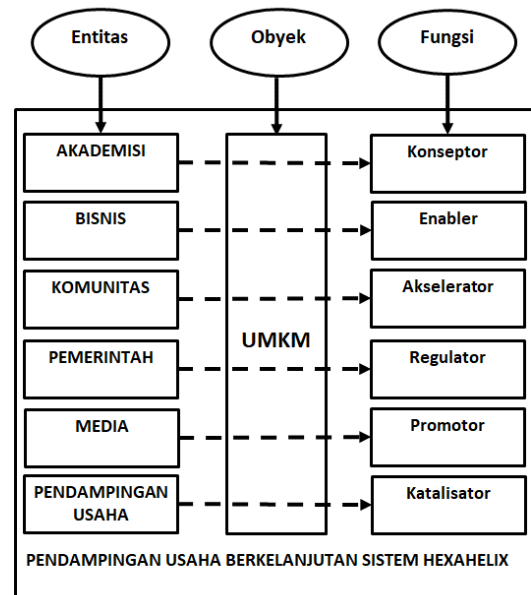 Entitas
Obyek
Fungsi
AKADEMISI
Konseptor
BISNIS
Enabler
KOMUNITAS
Akselerator
UMKM
PEMERINTAH
Regulator
MEDIA
Promotor
PENDAMPINGAN
USAHA
Katalisator
PENDAMPINGAN USAHA BERKELANJUTAN SISTEM HEXAHELIX